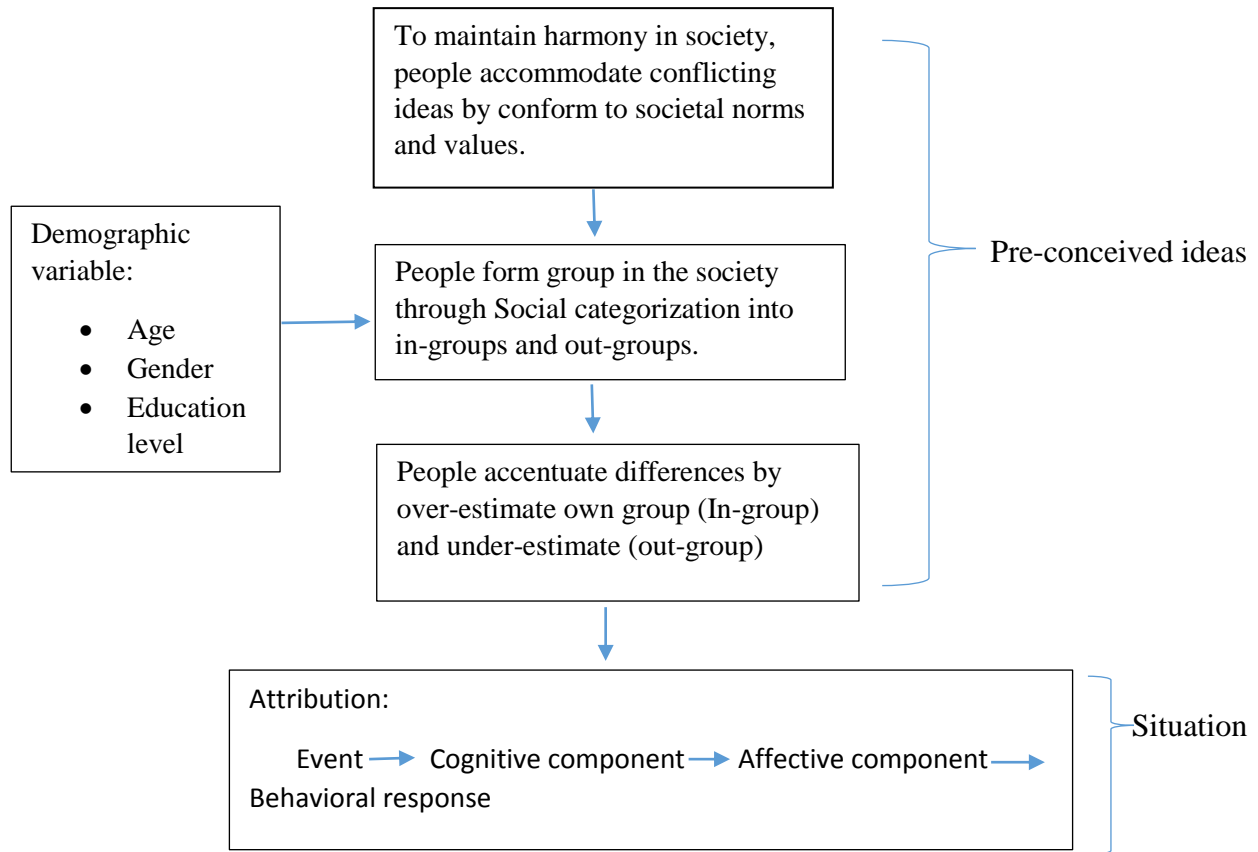 To maintain harmony in society,
people accommodate conflicting
ideas by conform to societal norms
and values.
Demographic
variable:
• Age
• Gender
• Education
level
People form group in the society
through Social categorization into
in-groups and out-groups.
Pre-conceived ideas
People accentuate differences by
over-estimate own group (In-group)
and under-estimate (out-group)
Attribution:
Event Cognitive component Affective component
Behavioral response
Situation